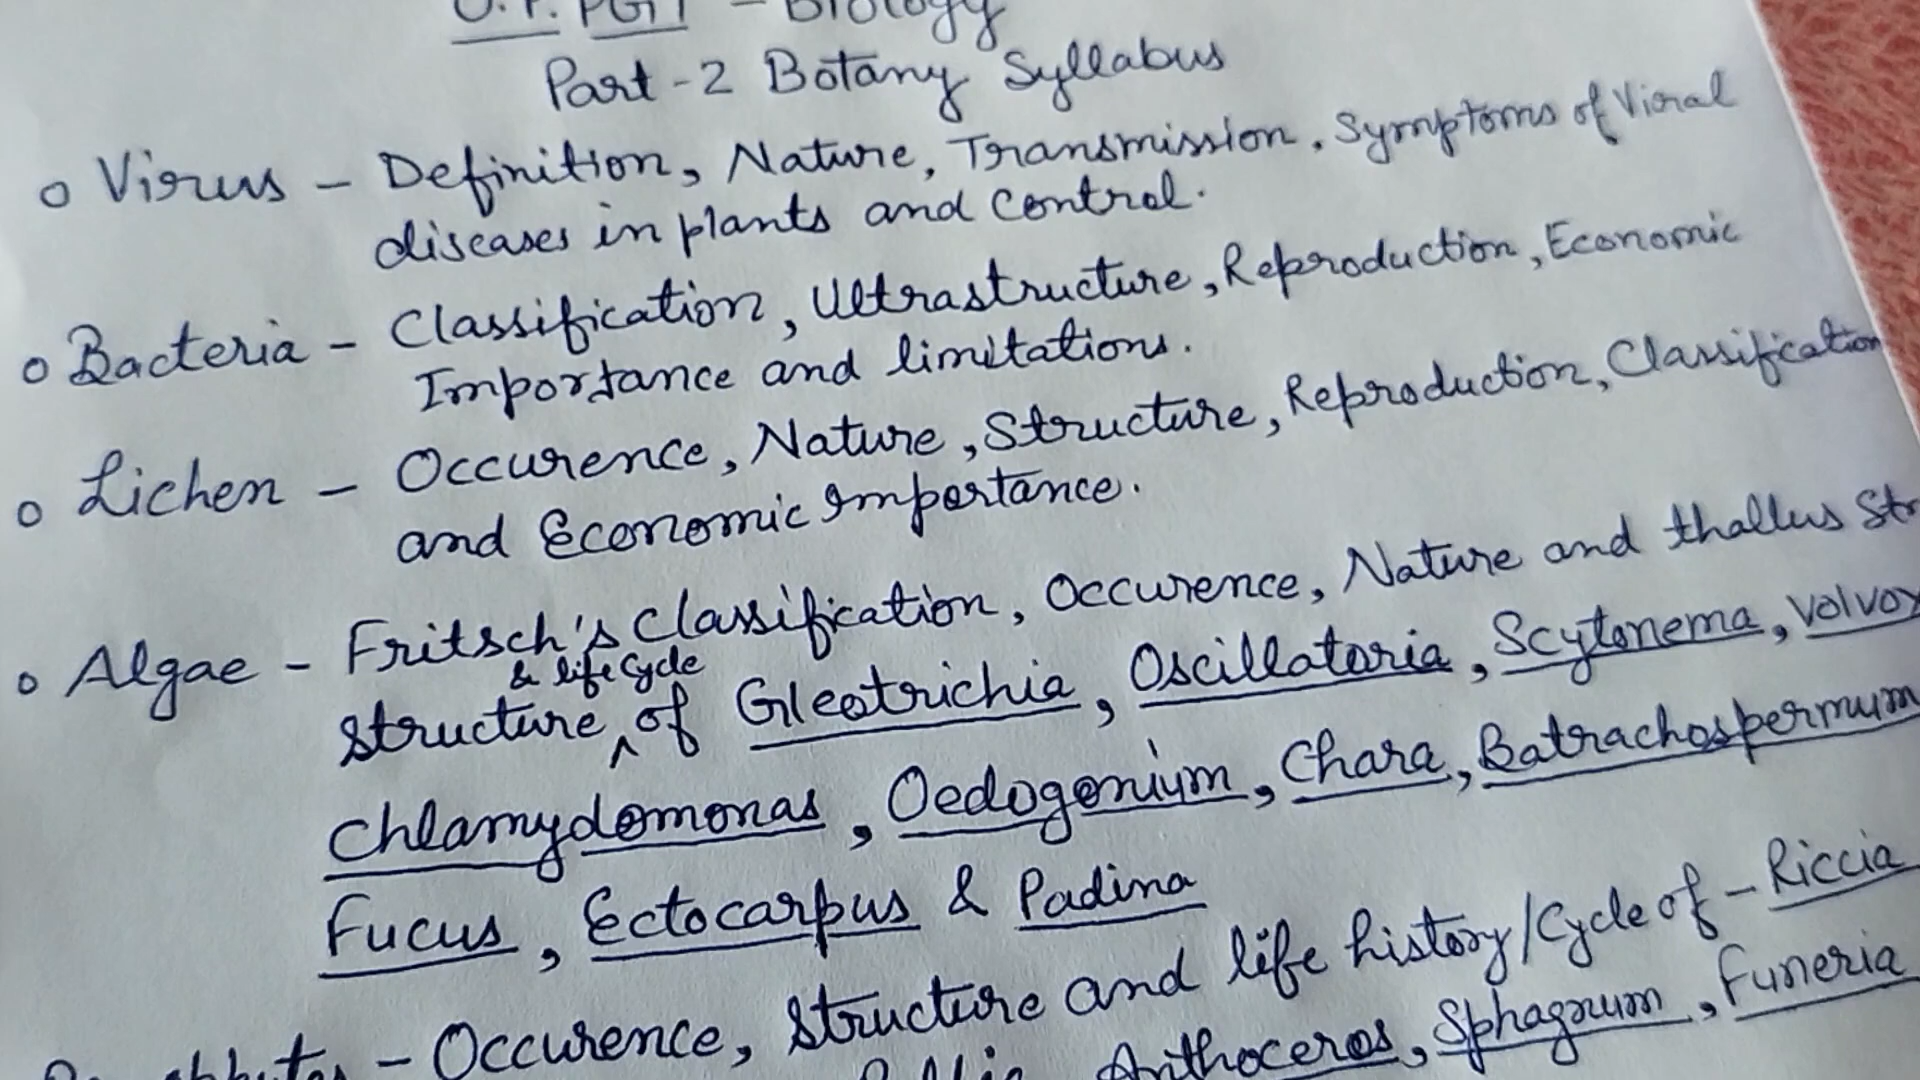 U.P. PGT - Biology
Part-2 Botany Syllabus
o Virus - Definition, Nature, Transmission, Symptoms of Viral
diseases in plants and Control.
o Bacteria - Classification, Ultrastructure, Reproduction, Economic
Importance and limitations.
o Lichen - Occurence, Nature, Structure, Reproduction, Classification
and Economic Importance.
o Algae - Fritsch's Classification, Occurence, Nature and thallus Str
& life Cycle
structure, of Gleotrichia, Oscillatoria, Scytonema, Volvox
Chlamydomonas, Oedogonium, Chara, Batrachospermum
Fucus, Ectocarpus & Padina
- Occurence, Structure and life history/Cycle of - Riccia
Anthoceros, Sphagnum, Funeria